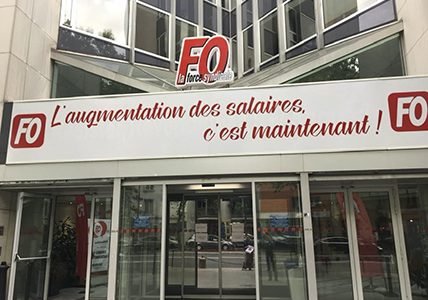 FO
la force syndicale
FO
L'augmentation des salaires,
c'est maintenant !
FO